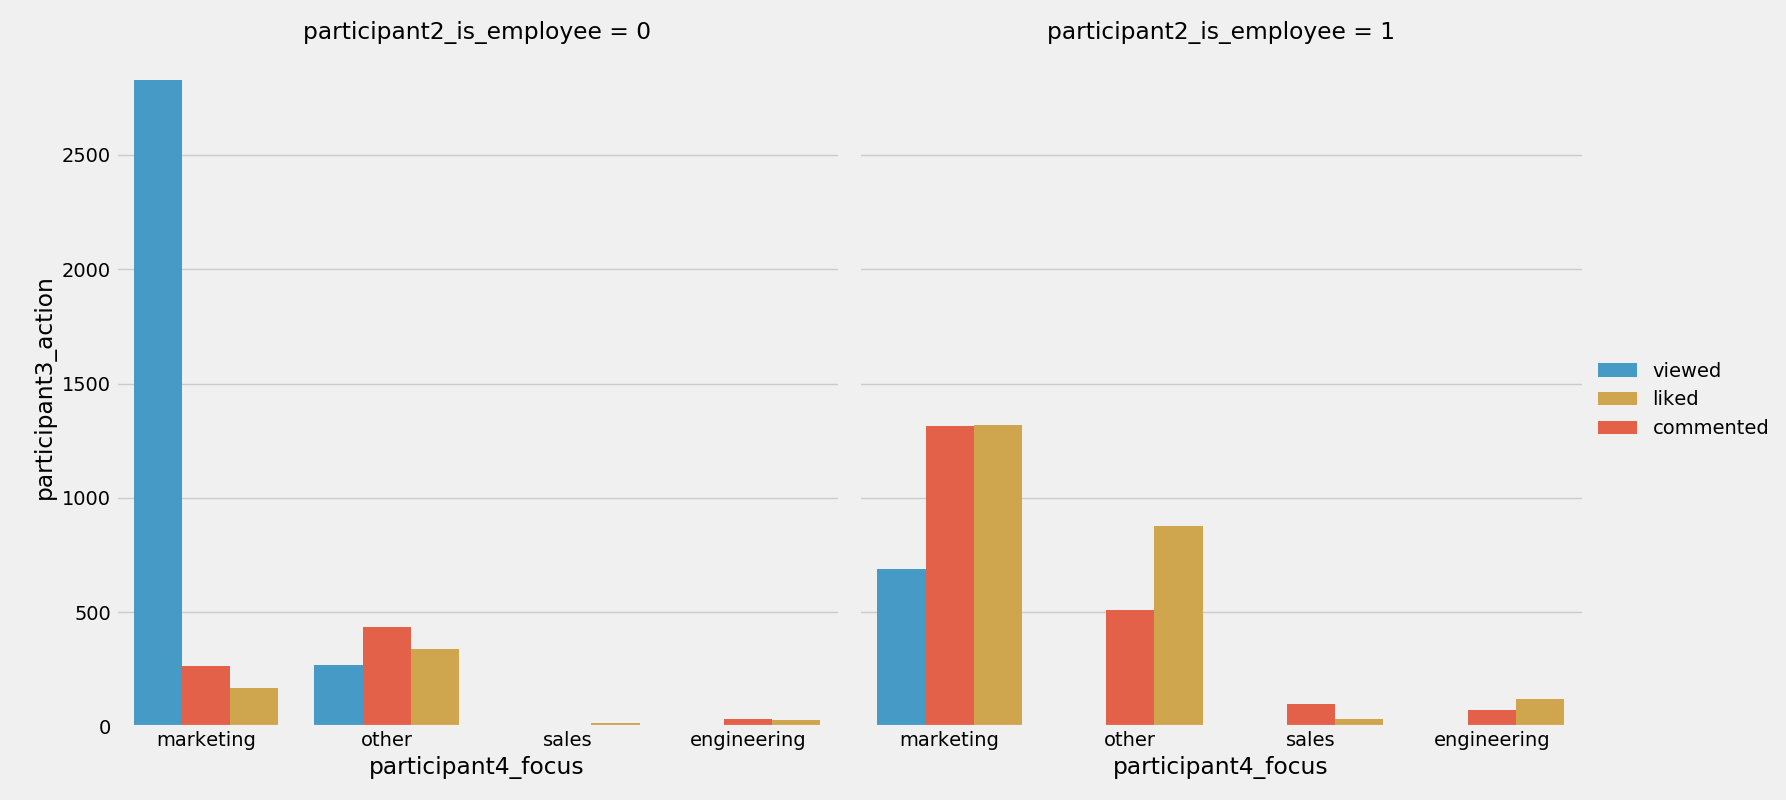 participant2_is_employee = 0
participant2_is_employee = 1
participant3_action
2500
2000
1500
1000
500
0
marketing
other
sales
engineering
marketing
other
sales
engineering
participant4_focus
participant4_focus
viewed
liked
commented